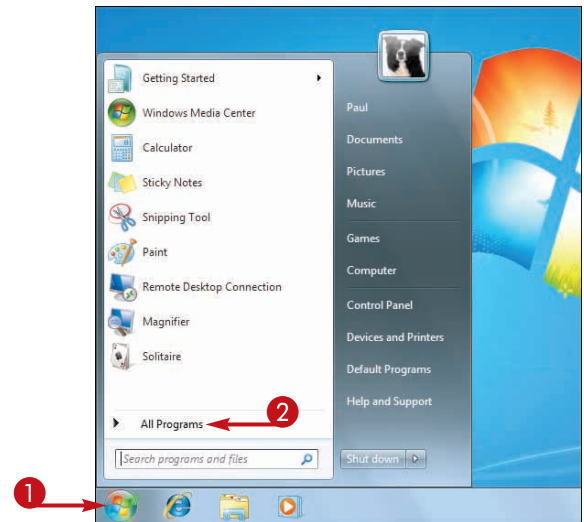 Getting Started
Windows Media Center
Calculator
Sticky Notes
Snipping Tool
Paint
Remote Desktop Connection
Magnifier
Solitaire
All Programs
2
Search programs and files
Paul
Documents
Pictures
Music
Games
Computer
Control Panel
Devices and Printers
Default Programs
Help and Support
Shut down
1